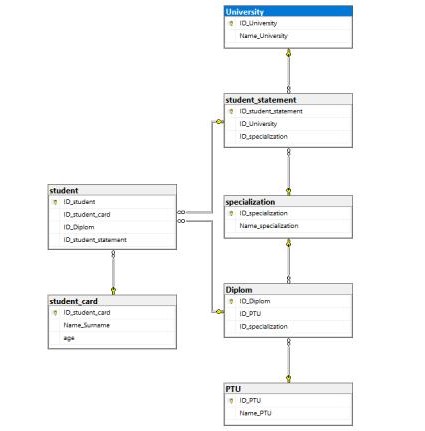 University
ID_University
Name_University
student_statement
ID_student_statement
ID_University
ID_specialization
student
ID_student
ID_student_card
ID_Diplom
ID_student_statement
specialization
ID_specialization
Name_specialization
student_card
ID_student_card
Name_Surname
age
Diplom
ID_Diplom
ID_PTU
ID_specialization
PTU
ID_PTU
Name_PTU